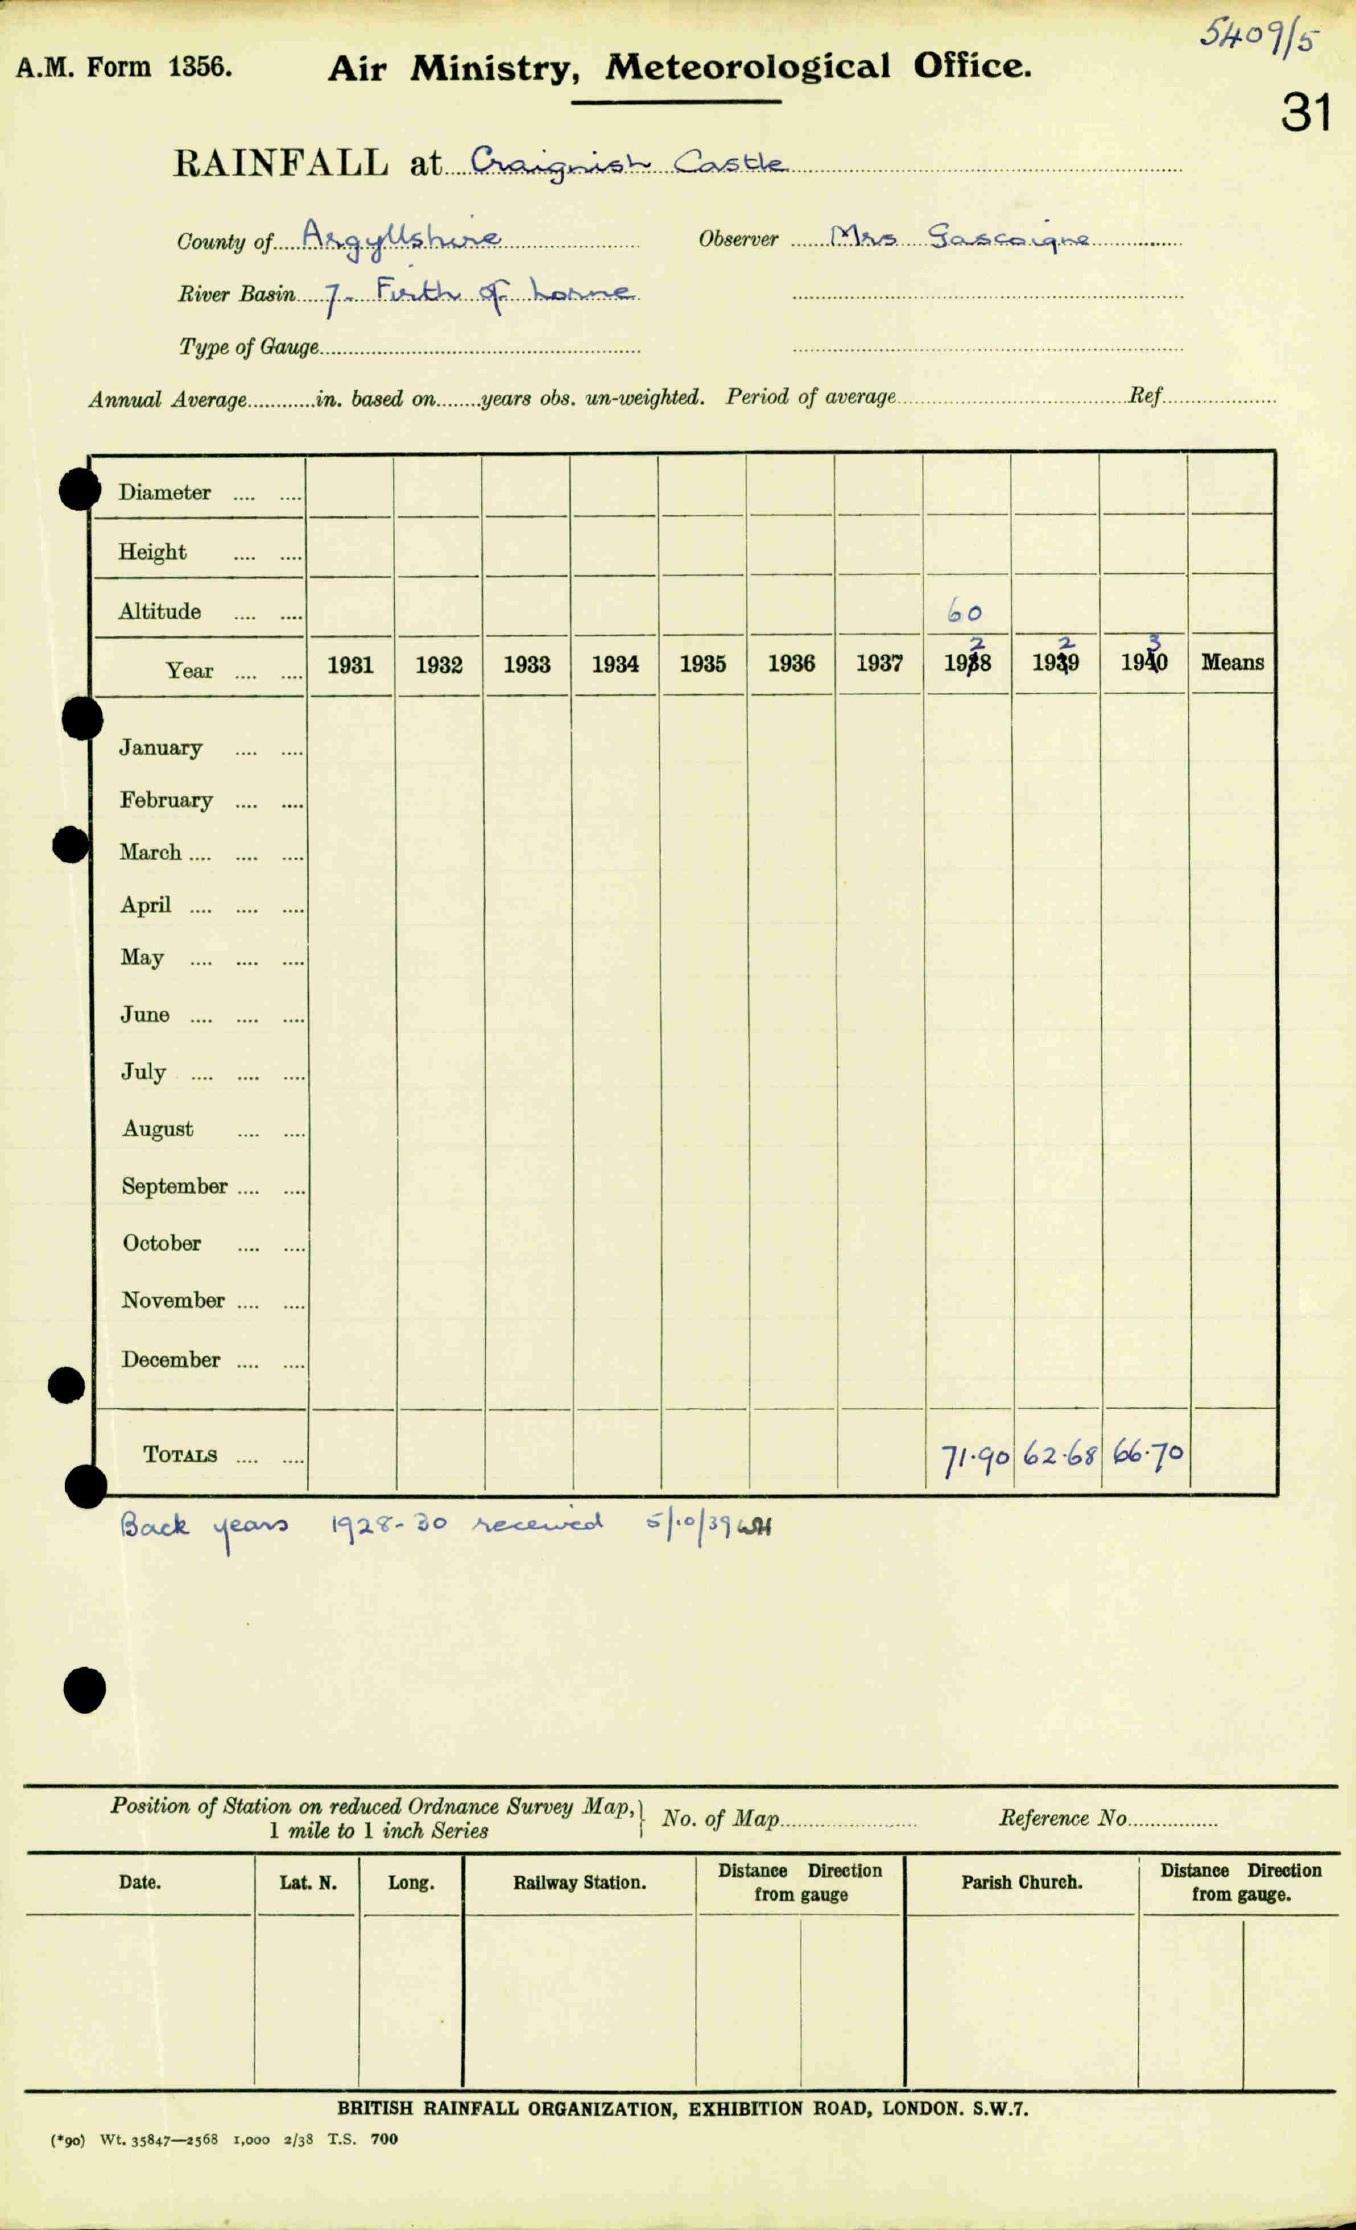 5409/5
A.M. Form 1356. Air Ministry, Meteorological Office.
31
RAINFALL at Craignish Castle
County of Argyllshire Observer Mrs Gascoigne
River Basin 7. Firth of Lorne
Type of Gauge
Annual Average in. based on years obs. un-weighted. Period of average Ref.
Diameter
Height
Altitude 60
2 2 3
Year 1931 1932 1933 1934 1935 1936 1937 1938 1939 1940 Means
January
February
March
April
May
June
July
August
September
October
November
December
TOTALS 71.90 62.68 66.70
Back years 1928-30 received 5/10/39 WH
Position of Station on reduced Ordnance Survey Map, } No. of Map Reference No.
1 mile to 1 inch Series
Date. Lat. N. Long. Railway Station. Distance Direction Parish Church. Distance Direction
from gauge from gauge.
BRITISH RAINFALL ORGANIZATION, EXHIBITION ROAD, LONDON. S.W.7.
(*90) Wt. 35847—2568 1,000 2/38 T.S. 700